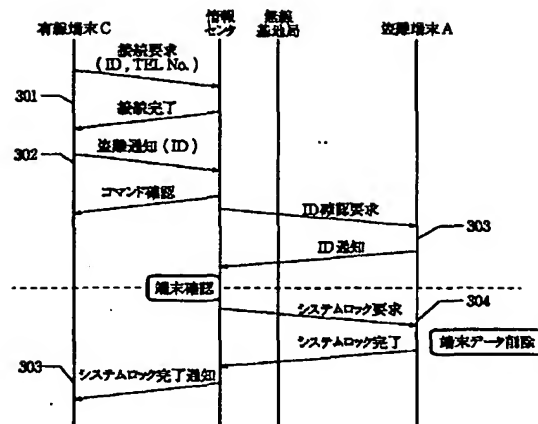 有線端末C
情報
センタ
無線
基地局
盗難端末A
接続要求
(ID, TEL No.)
301
接続完了
302
盗難通知 (ID)
コマンド確認
ID確認要求
303
ID通知
端末確認
システムロック要求
304
システムロック完了
端末データ削除
303
システムロック完了通知